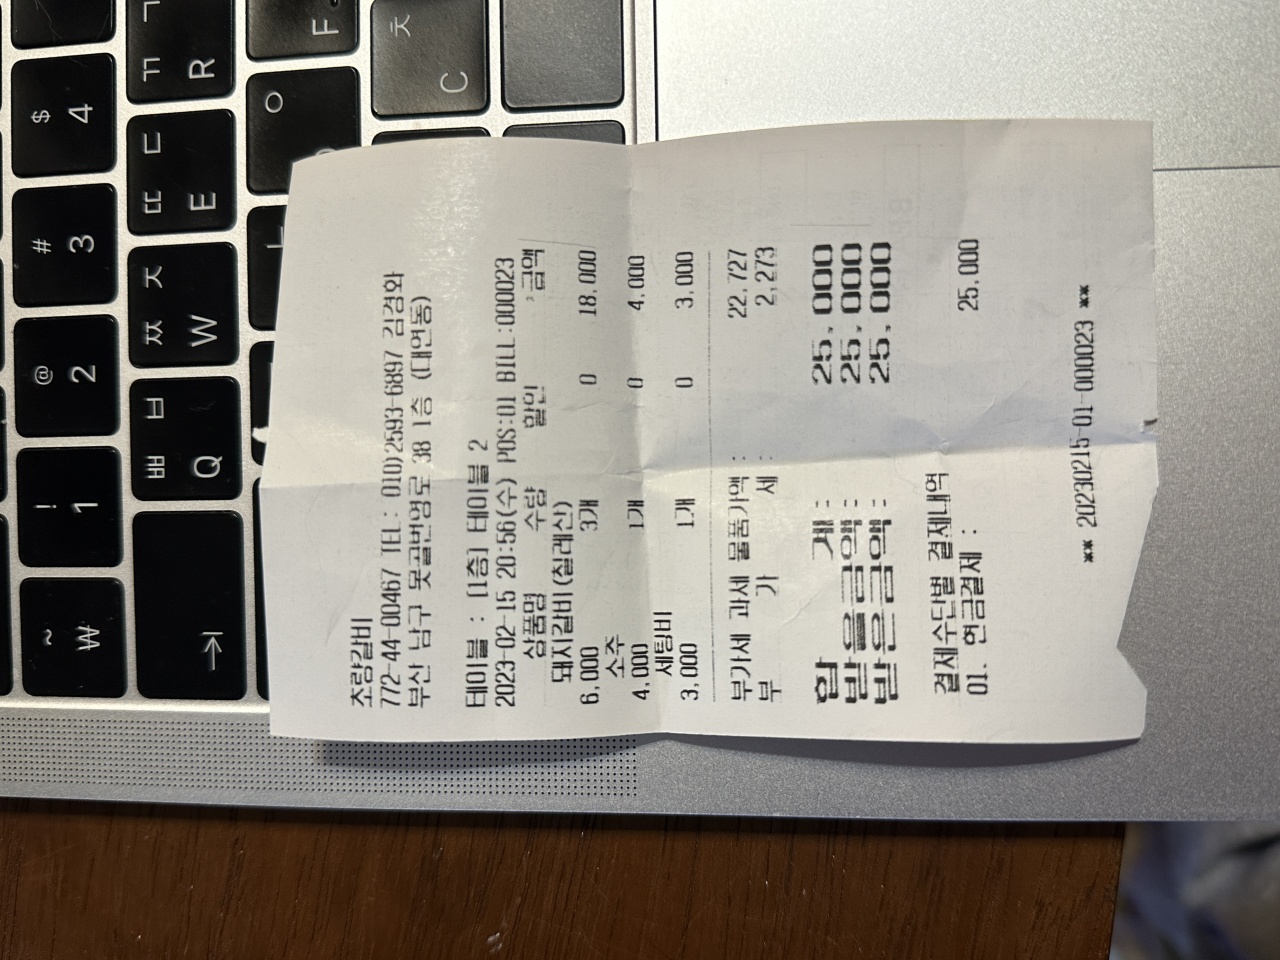 초량갈비
772-44-00467 TEL: 010)2593-6897 김경화
부산 남구 못골번영로 38 1층 (대연동)
테이블 : [1층] 테이블 2
2023-02-15 20:56(수) POS:01 BILL:000023
상품명 수량 할인 금액
돼지갈비(칠레산)
6,000 3개 0 18,000
소주
4,000 1개 0 4,000
세팅비
3,000 1개 0 3,000
부가세 과세 물품가액 : 22,727
부 가 세 : 2,273
합 계 : 25,000
받을금액 : 25,000
받은금액 : 25,000
결제수단별 결제내역
01. 현금결제 : 25,000
** 20230215-01-000023 **
~ ₩
! 1
@ 2
# 3
$ 4
ㅃ ㅂ Q
ㅉ ㅈ W
ㄸ ㄷ E
ㄲ ㄱ R
F
ㅊ C